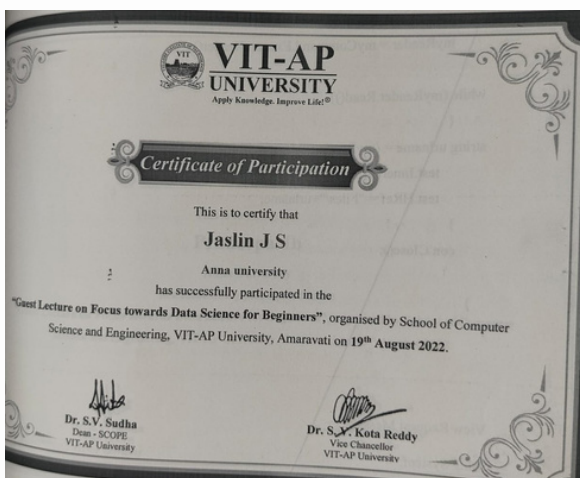 VIT
VIT-AP
UNIVERSITY
Apply Knowledge. Improve Life!®
Certificate of Participation
This is to certify that
Jaslin J S
Anna university
has successfully participated in the
“Guest Lecture on Focus towards Data Science for Beginners”, organised by School of Computer
Science and Engineering, VIT-AP University, Amaravati on 19th August 2022.
Dr. S.V. Sudha
Dean - SCOPE
VIT-AP University
Dr. S. V. Kota Reddy
Vice Chancellor
VIT-AP University